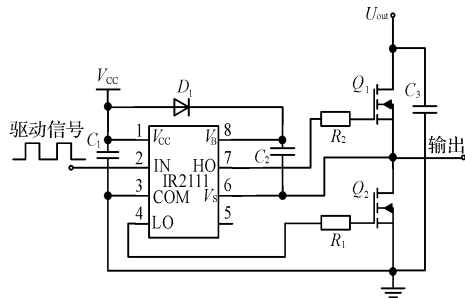 Uout
VCC
D1
Q1
C3
驱动信号
C1
1
VCC
VB
8
C2
R2
2
IN
HO
7
输出
IR2111
3
COM
VS
6
Q2
4
LO
5
R1